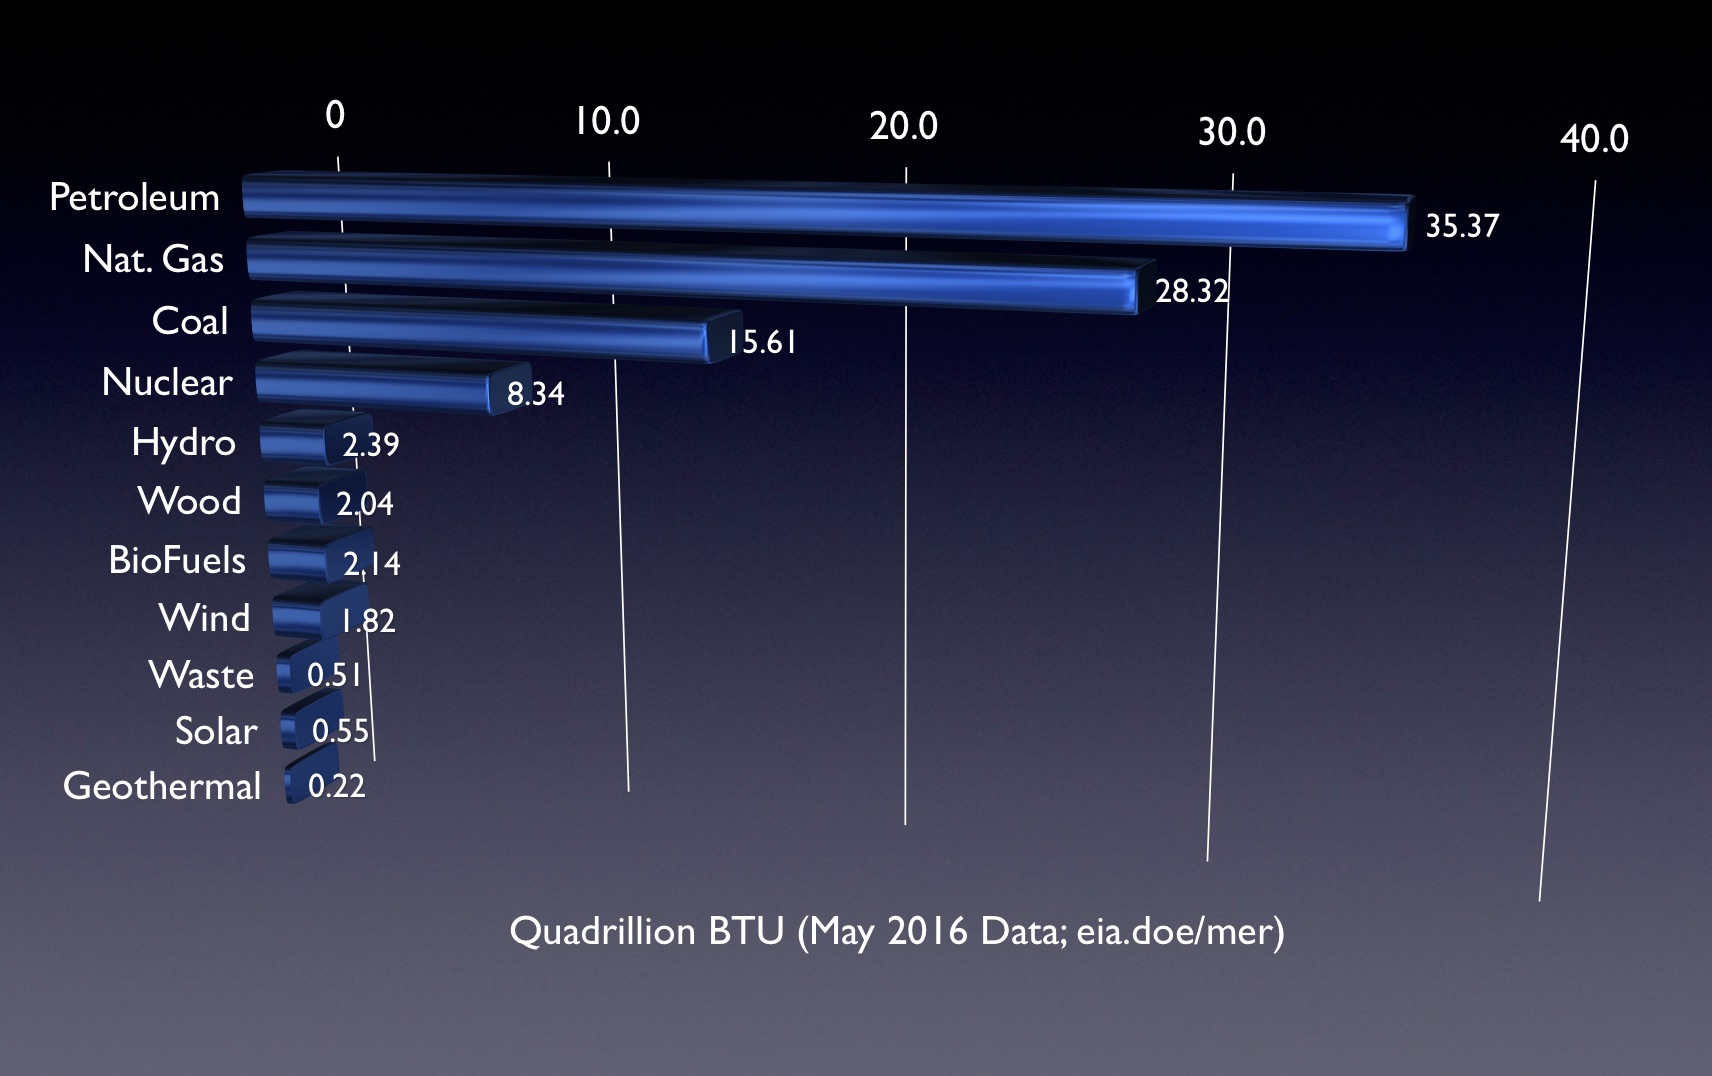 0 10.0 20.0 30.0 40.0
Petroleum 35.37
Nat. Gas 28.32
Coal 15.61
Nuclear 8.34
Hydro 2.39
Wood 2.04
BioFuels 2.14
Wind 1.82
Waste 0.51
Solar 0.55
Geothermal 0.22
Quadrillion BTU (May 2016 Data; eia.doe/mer)